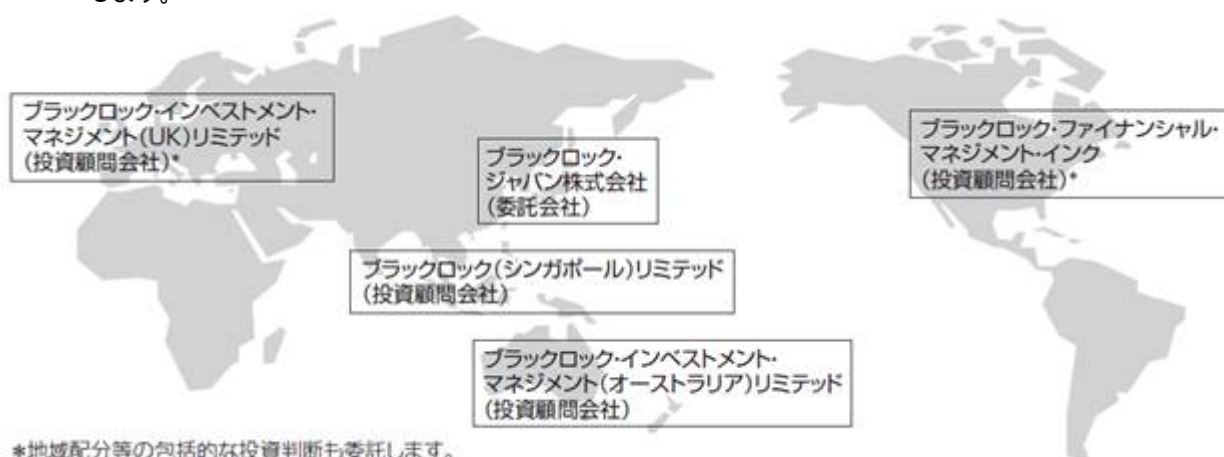 します。
ブラックロック・インベストメント・
マネジメント(UK)リミテッド
(投資顧問会社)*
ブラックロック・
ジャパン株式会社
(委託会社)
ブラックロック・ファイナンシャル・
マネジメント・インク
(投資顧問会社)*
ブラックロック(シンガポール)リミテッド
(投資顧問会社)
ブラックロック・インベストメント・
マネジメント(オーストラリア)リミテッド
(投資顧問会社)
*地域配分等の包括的な投資判断も委託します。